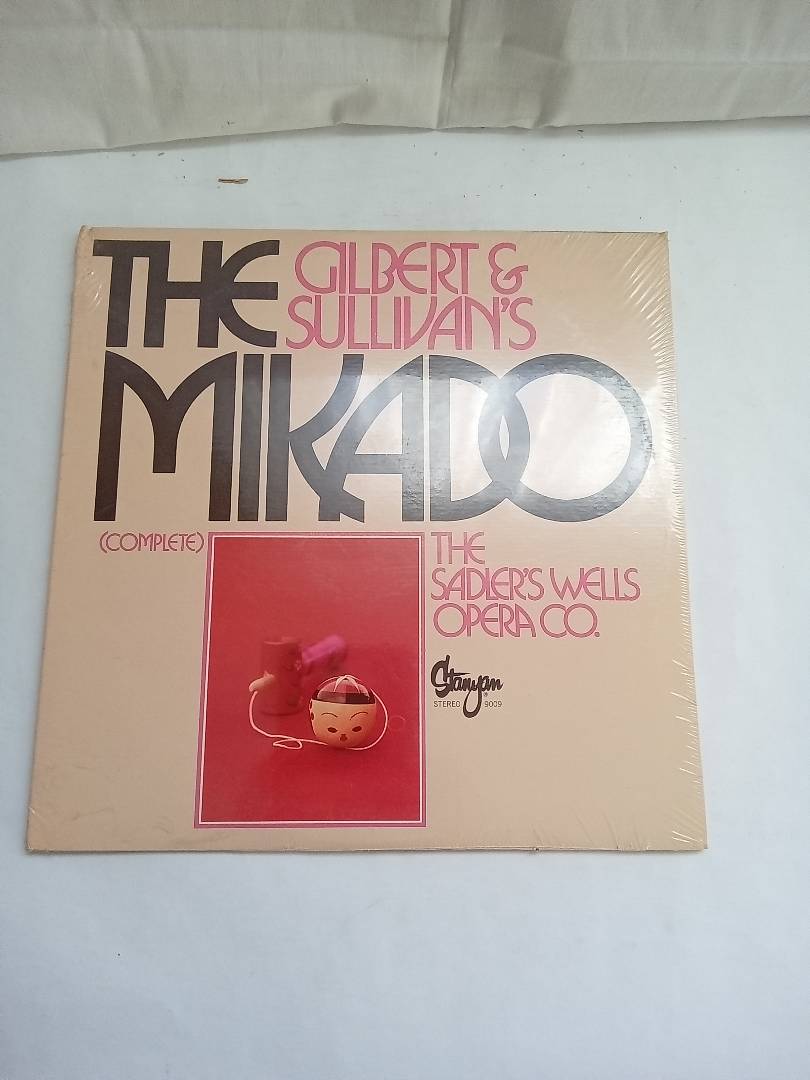 THE GILBERT &
SULLIVAN'S
MIKADO
(COMPLETE)
THE
SADLER'S WELLS
OPERA CO.
Stanyan
®
STEREO 9009